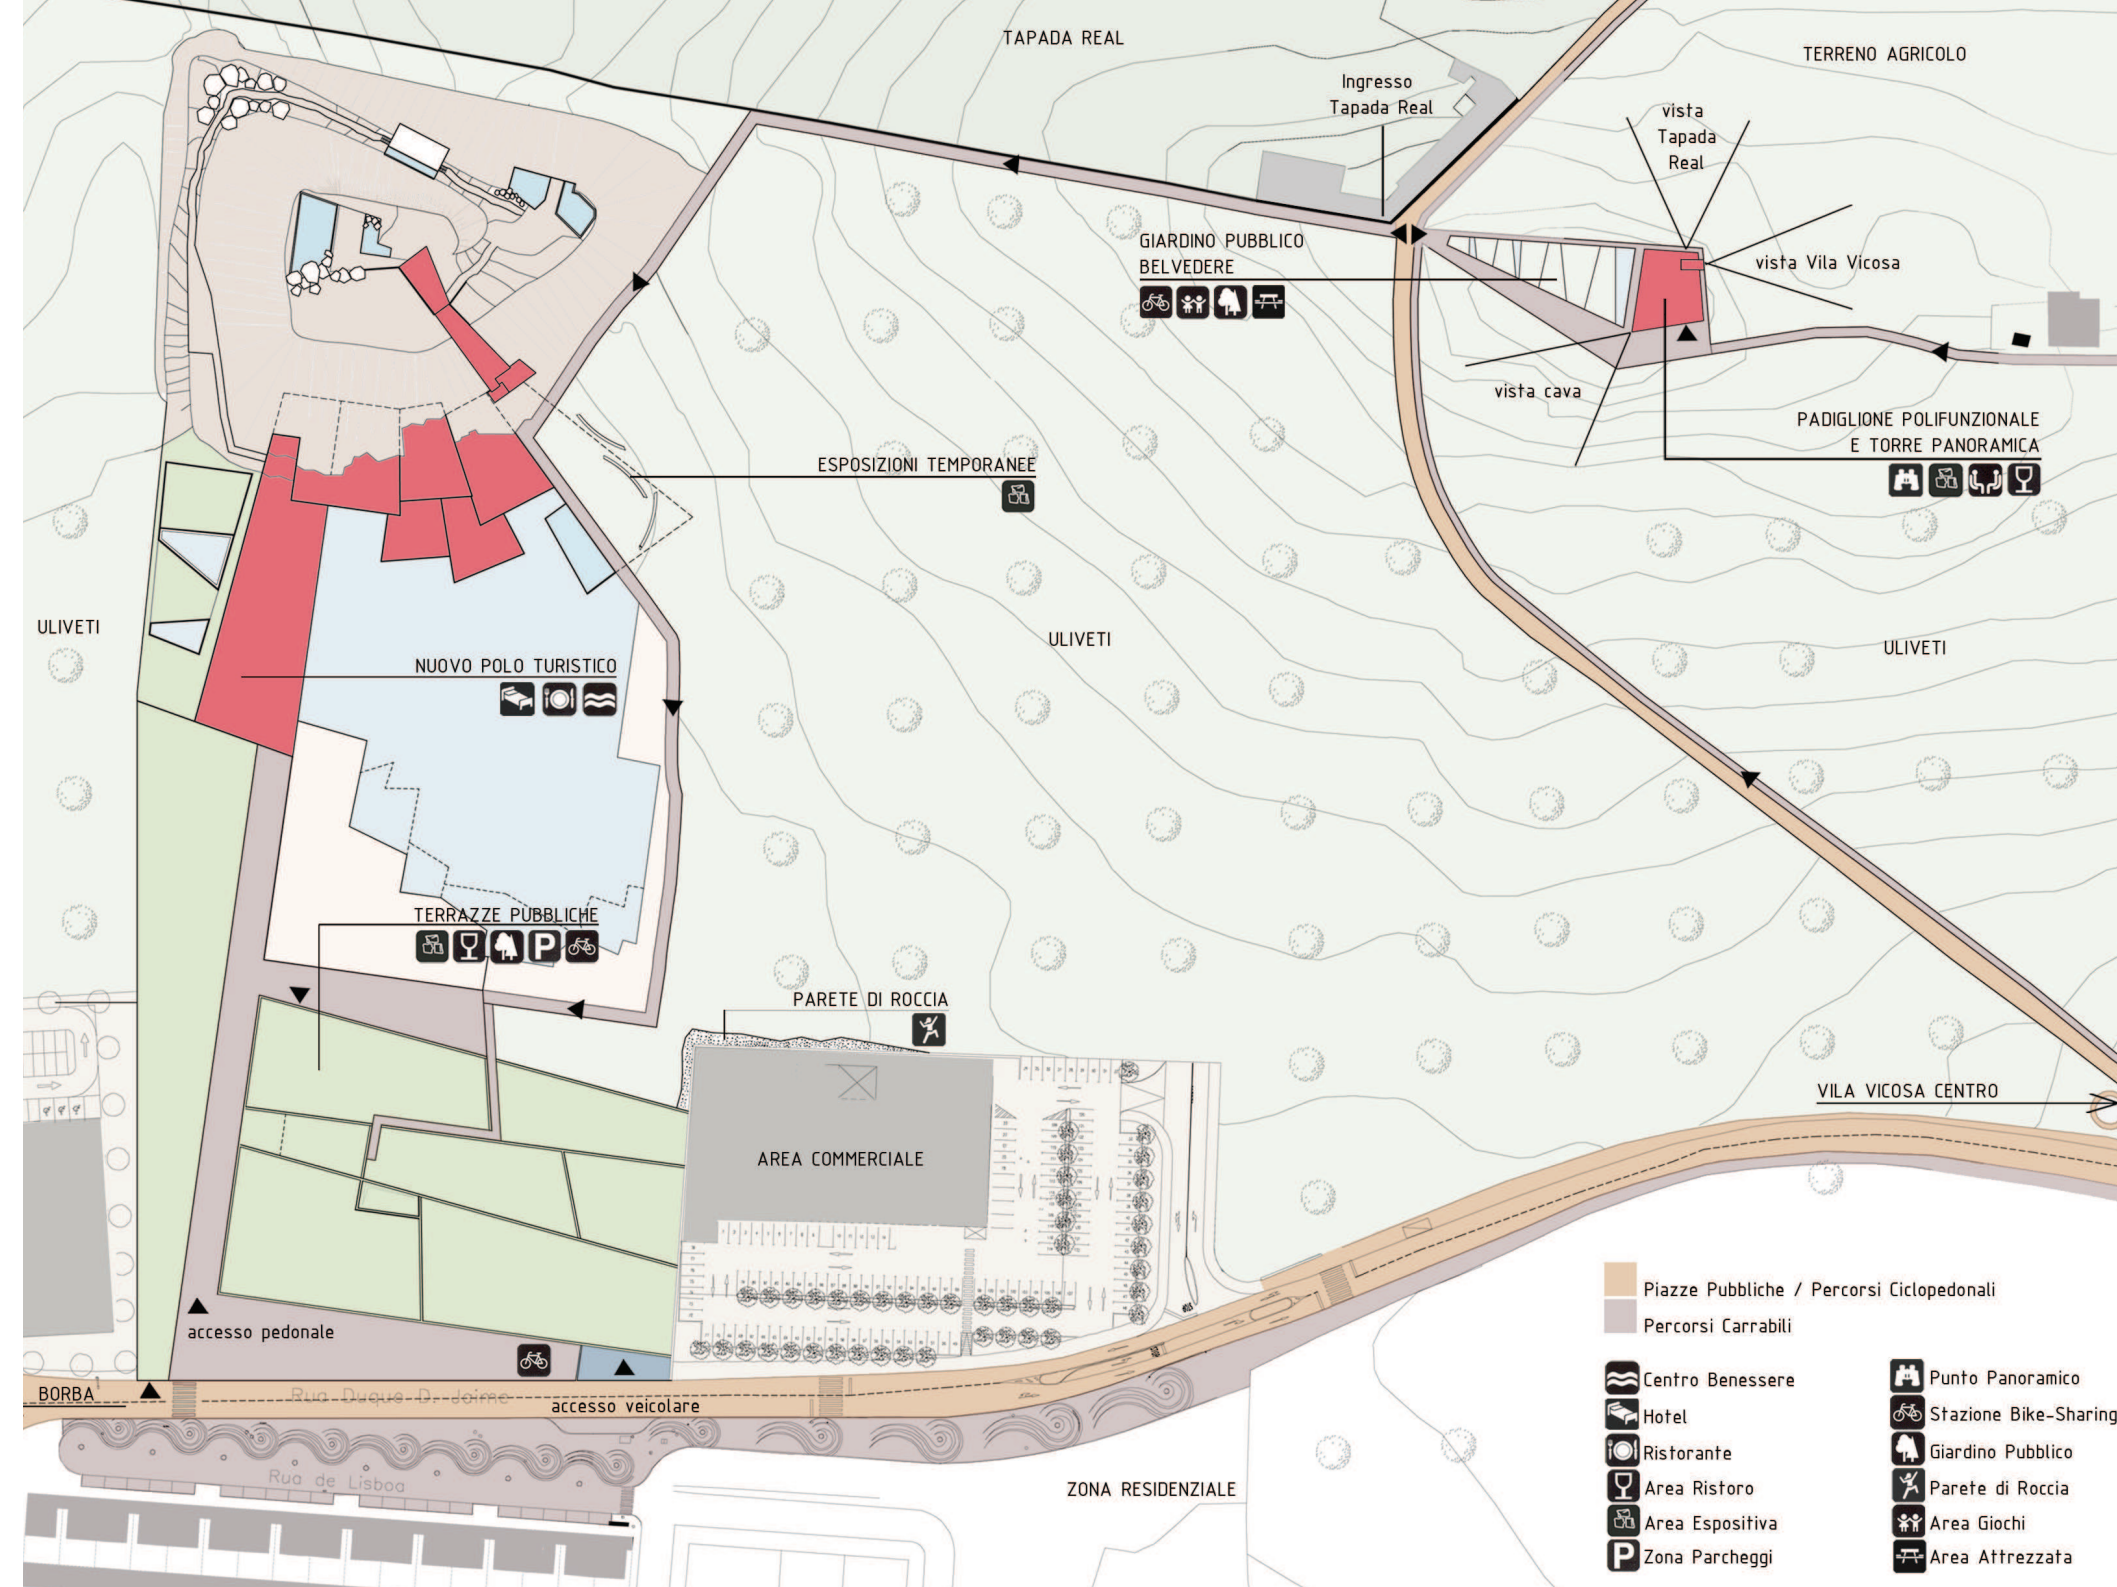 TAPADA REAL
TERRENO AGRICOLO
Ingresso
Tapada Real
vista
Tapada
Real
GIARDINO PUBBLICO
BELVEDERE
vista Vila Vicosa
vista cava
PADIGLIONE POLIFUNZIONALE
E TORRE PANORAMICA
ESPOSIZIONI TEMPORANEE
ULIVETI
ULIVETI
ULIVETI
NUOVO POLO TURISTICO
TERRAZZE PUBBLICHE
P
PARETE DI ROCCIA
VILA VICOSA CENTRO
AREA COMMERCIALE
accesso pedonale
BORBA
Rua Duque D. Jaime
accesso veicolare
Rua de Lisboa
ZONA RESIDENZIALE
Piazze Pubbliche / Percorsi Ciclopedonali
Percorsi Carrabili
Centro Benessere
Hotel
Ristorante
Area Ristoro
Area Espositiva
P Zona Parcheggi
Punto Panoramico
Stazione Bike-Sharing
Giardino Pubblico
Parete di Roccia
Area Giochi
Area Attrezzata